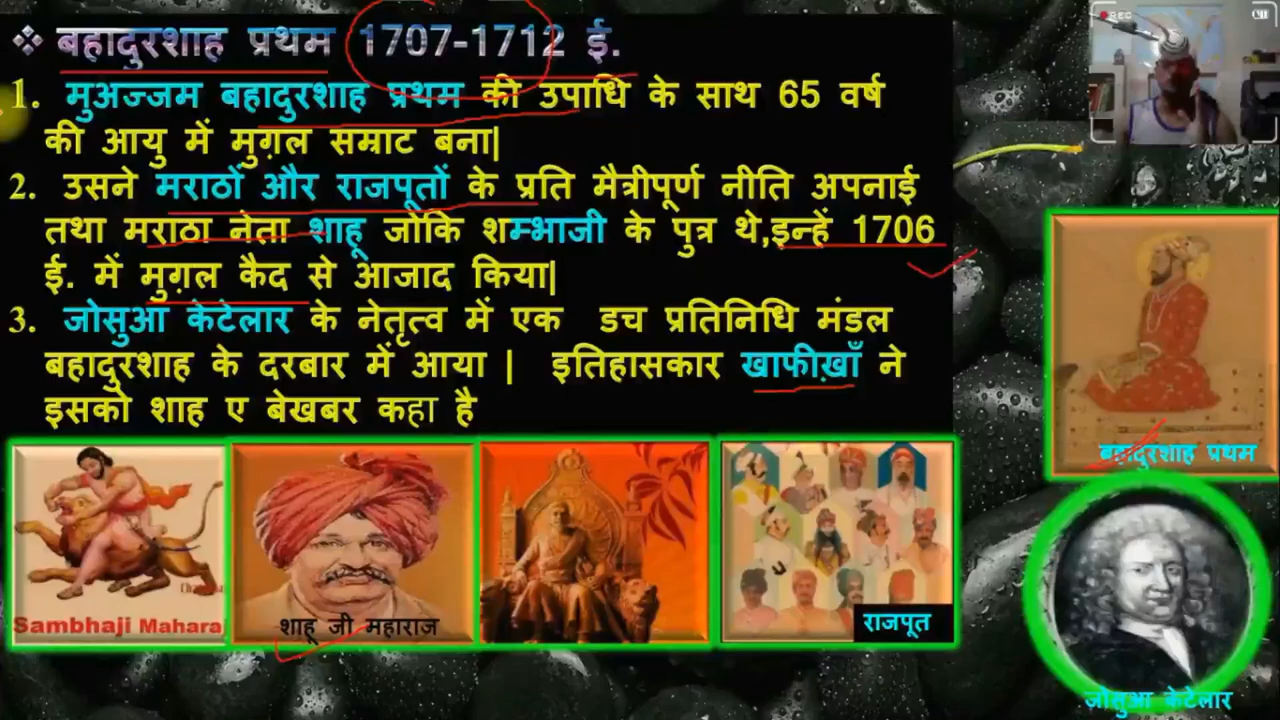 ❖ बहादुरशाह प्रथम 1707-1712 ई.
1. मुअज्जम बहादुरशाह प्रथम की उपाधि के साथ 65 वर्ष
की आयु में मुग़ल सम्राट बना|
2. उसने मराठों और राजपूतों के प्रति मैत्रीपूर्ण नीति अपनाई
तथा मराठा नेता शाहू जोकि शम्भाजी के पुत्र थे,इन्हें 1706
ई. में मुग़ल कैद से आजाद किया|
3. जोसुआ केटेलार के नेतृत्व में एक डच प्रतिनिधि मंडल
बहादुरशाह के दरबार में आया | इतिहासकार खाफीख़ाँ ने
इसको शाह ए बेखबर कहा है
REC
बहादुरशाह प्रथम
Sambhaji Mahara
शाहू जी महाराज
राजपूत
जोसुआ केटेलार